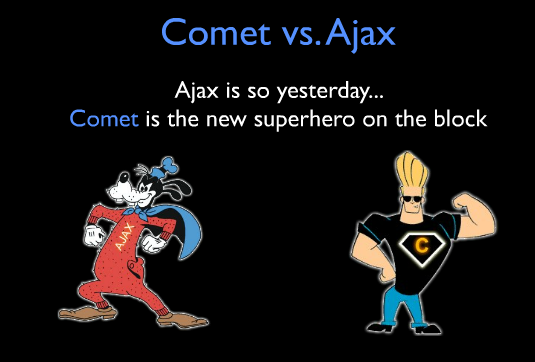 Comet vs. Ajax
Ajax is so yesterday...
Comet is the new superhero on the block
AJAX
C